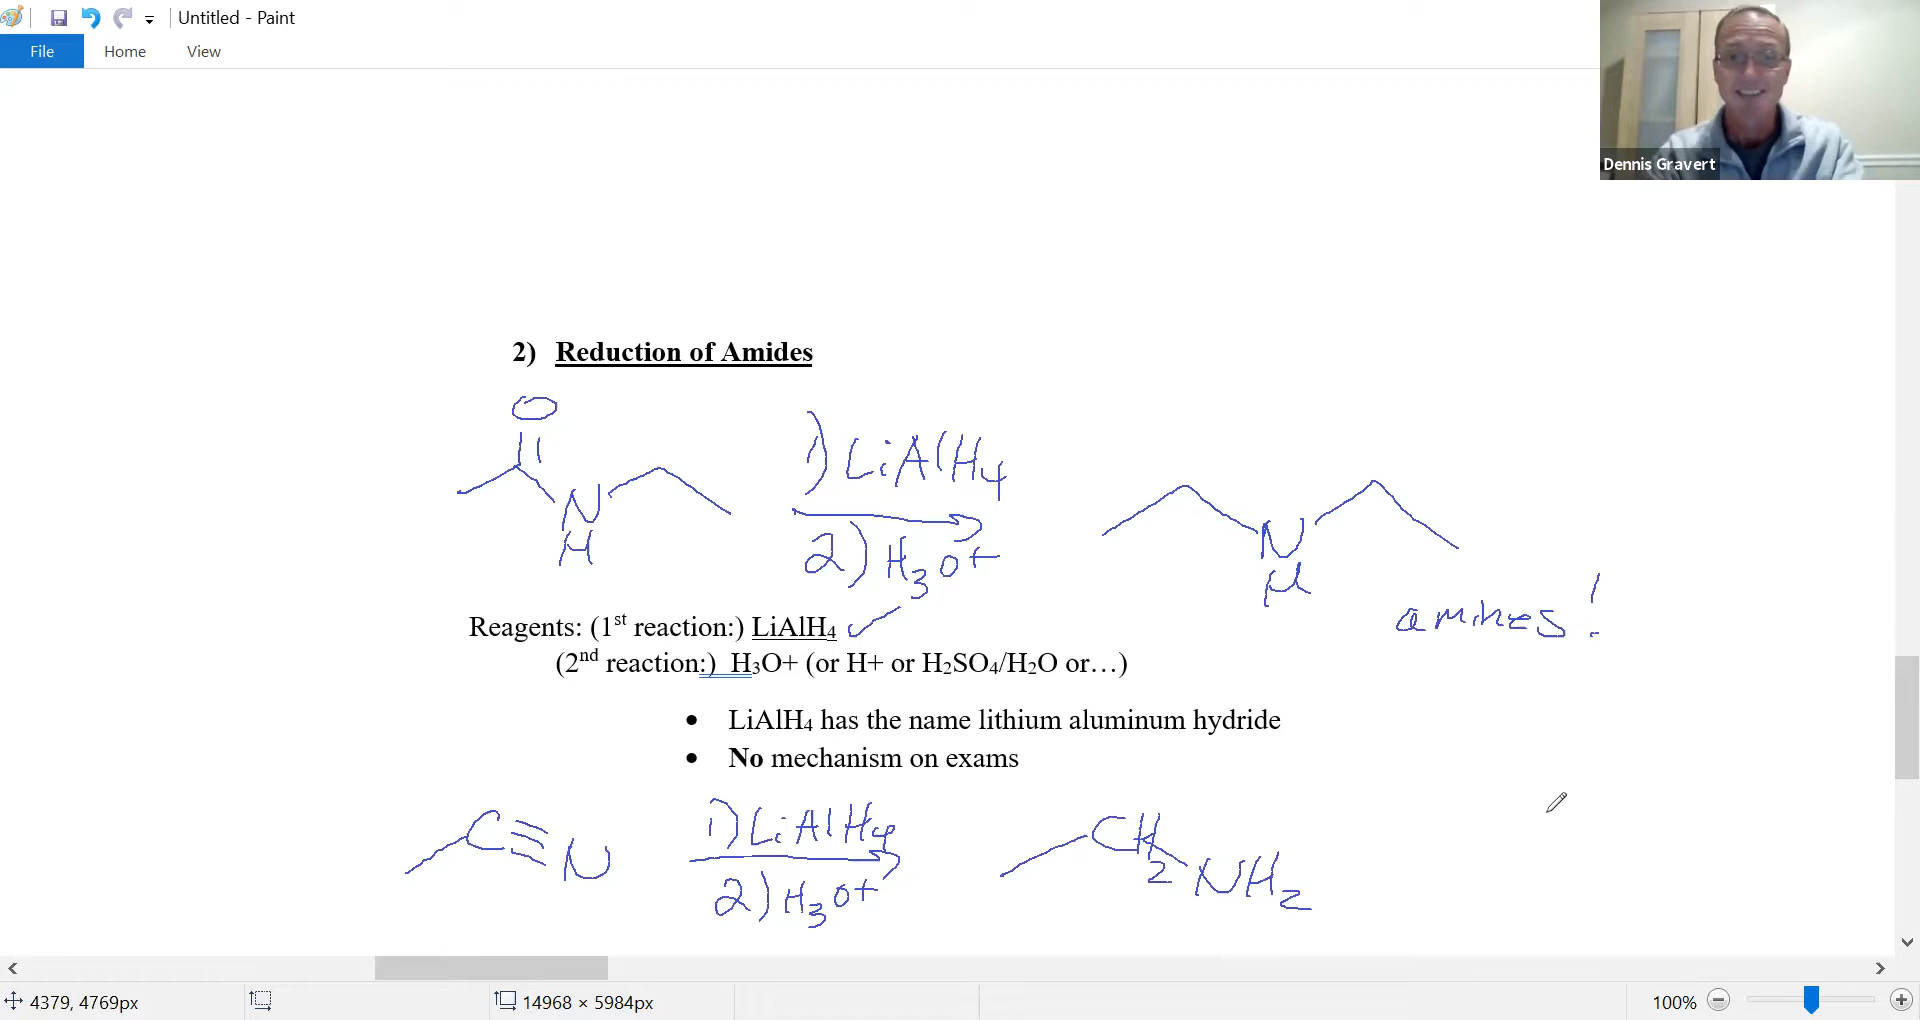 Untitled - Paint
File Home View
Dennis Gravert
2) Reduction of Amides
O
N
H
1) LiAlH4
2) H3O+
N
H
amines!
Reagents: (1st reaction:) LiAlH4
(2nd reaction:) H3O+ (or H+ or H2SO4/H2O or…)
• LiAlH4 has the name lithium aluminum hydride
• No mechanism on exams
C≡N
1) LiAlH4
2) H3O+
CH2
NH2
4379, 4769px
14968 × 5984px
100%